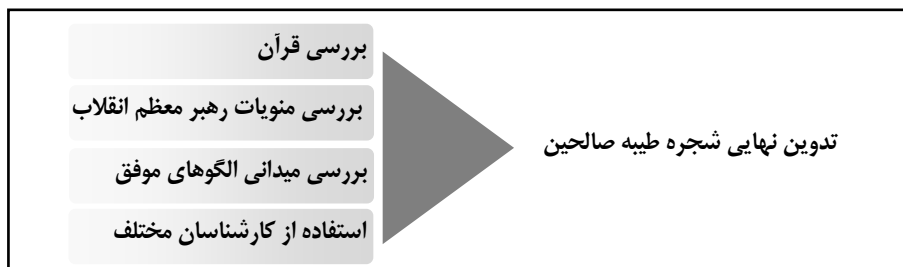 بررسی قرآن
بررسی منویات رهبر معظم انقلاب
بررسی میدانی الگوهای موفق
استفاده از کارشناسان مختلف
تدوین نهایی شجره طیبه صالحین